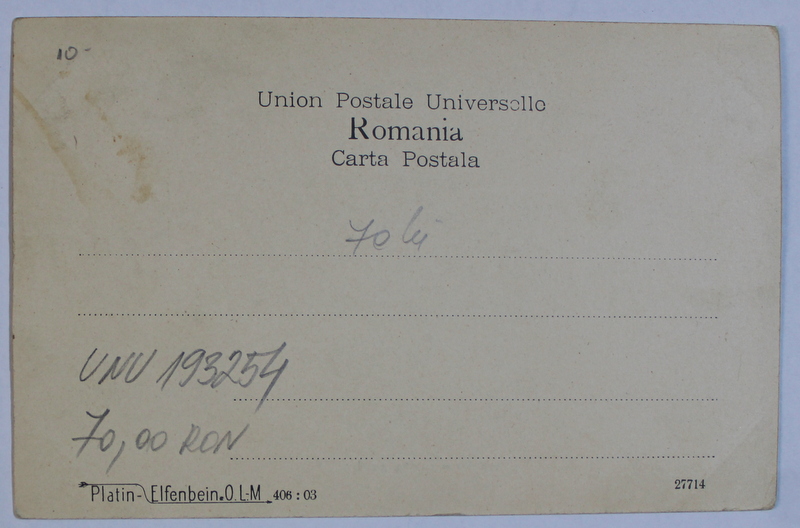 10-
Union Postale Universelle
Romania
Carta Postala
70 lei
UNU 193254
70,00 RON
Platin-Elfenbein.O.L-M 406 : 03
27714